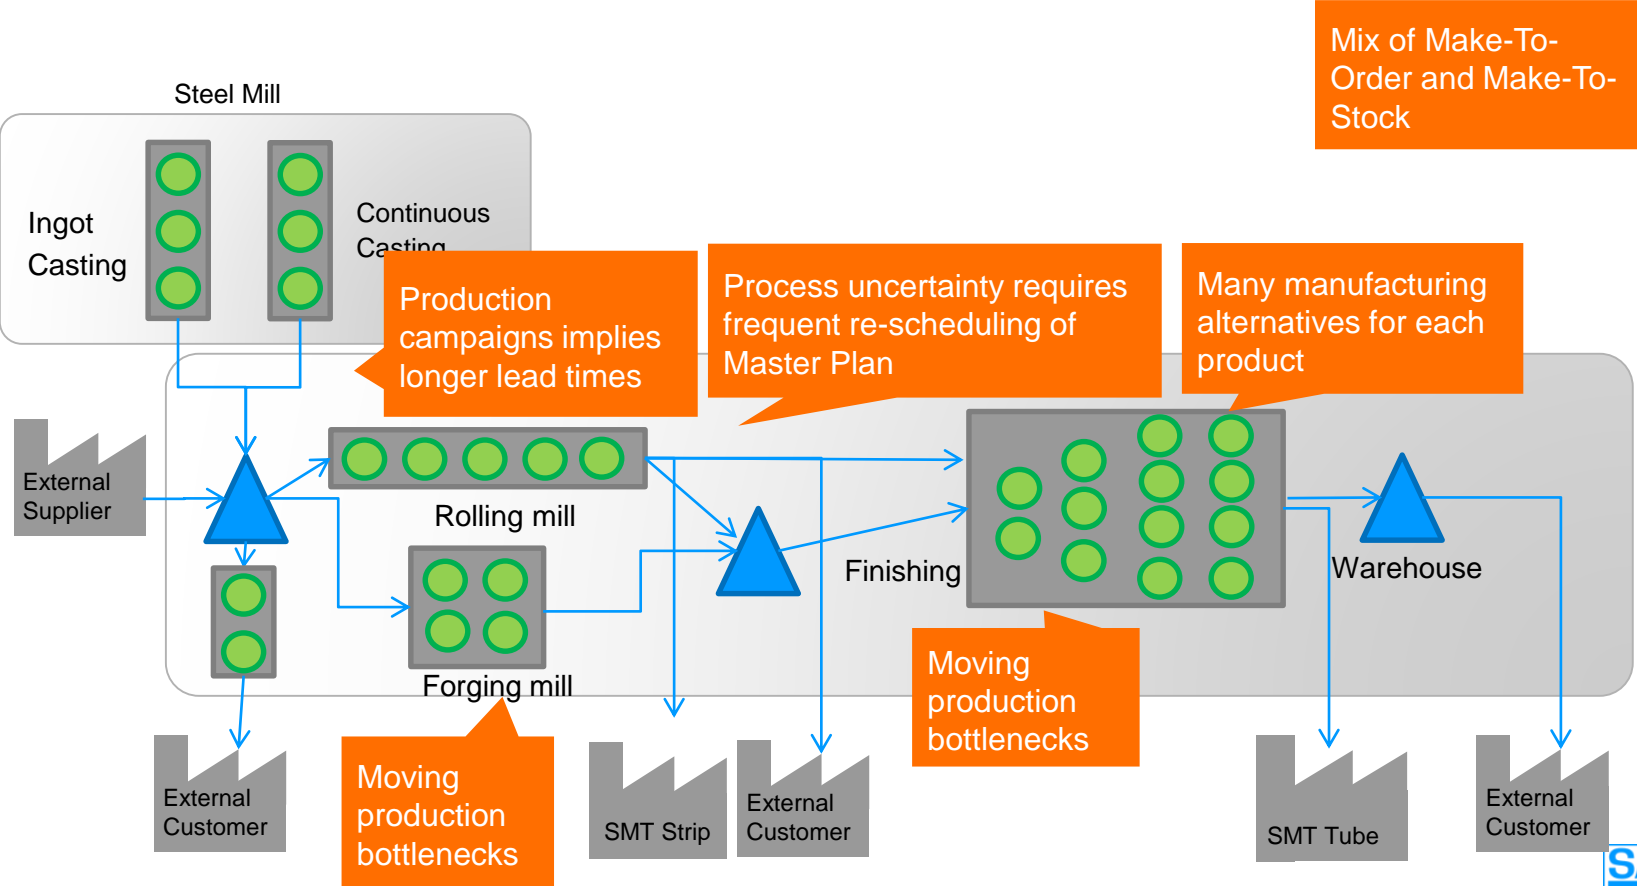 Mix of Make-To-
Order and Make-To-
Stock
Steel Mill
Ingot
Casting
Continuous
Casting
Production
campaigns implies
longer lead times
Process uncertainty requires
frequent re-scheduling of
Master Plan
Many manufacturing
alternatives for each
product
External
Supplier
Rolling mill
Finishing
Warehouse
Forging mill
Moving
production
bottlenecks
Moving
production
bottlenecks
External
Customer
SMT Strip
External
Customer
SMT Tube
External
Customer